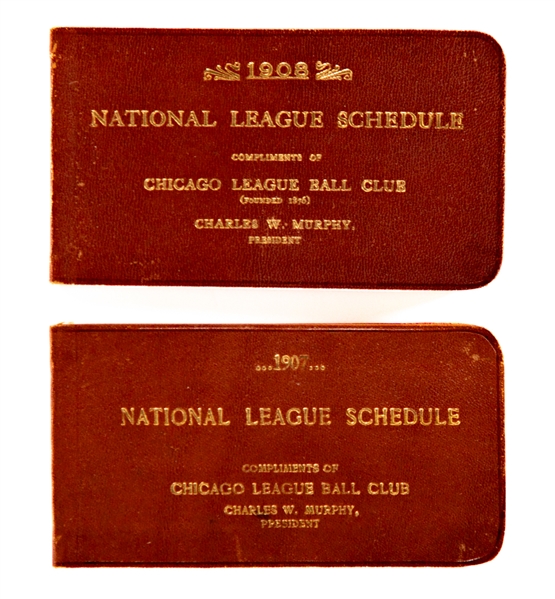 1908
NATIONAL LEAGUE SCHEDULE
COMPLIMENTS OF
CHICAGO LEAGUE BALL CLUB
(FOUNDED 1876)
CHARLES W. MURPHY,
PRESIDENT
...1907...
NATIONAL LEAGUE SCHEDULE
COMPLIMENTS OF
CHICAGO LEAGUE BALL CLUB
CHARLES W. MURPHY,
PRESIDENT